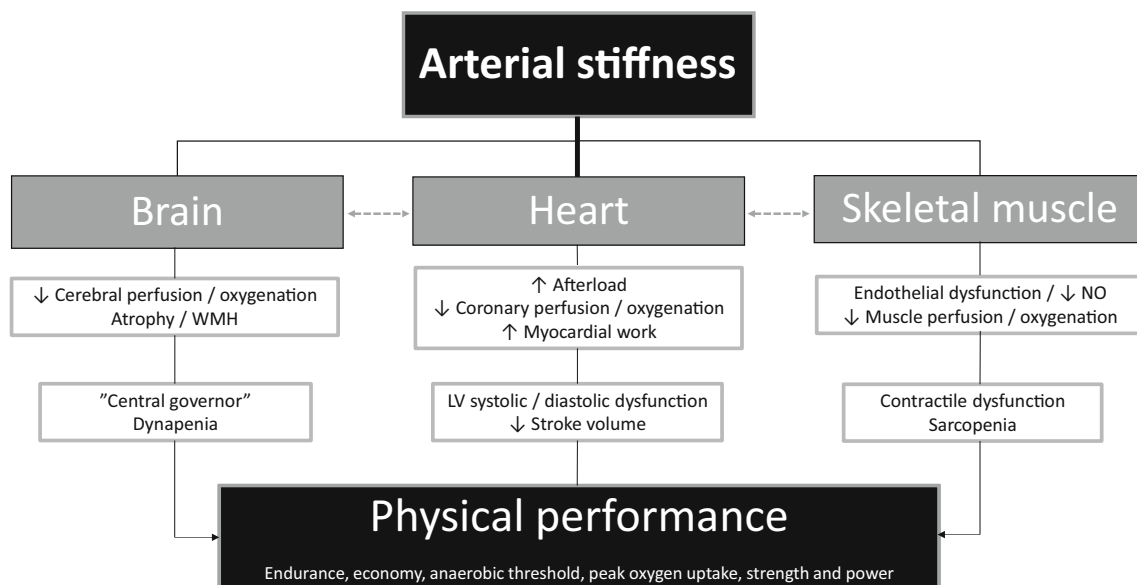 Arterial stiffness
Brain
Heart
Skeletal muscle
↓ Cerebral perfusion / oxygenation
Atrophy / WMH
↑ Afterload
↓ Coronary perfusion / oxygenation
↑ Myocardial work
Endothelial dysfunction / ↓ NO
↓ Muscle perfusion / oxygenation
”Central governor”
Dynapenia
LV systolic / diastolic dysfunction
↓ Stroke volume
Contractile dysfunction
Sarcopenia
Physical performance
Endurance, economy, anaerobic threshold, peak oxygen uptake, strength and power